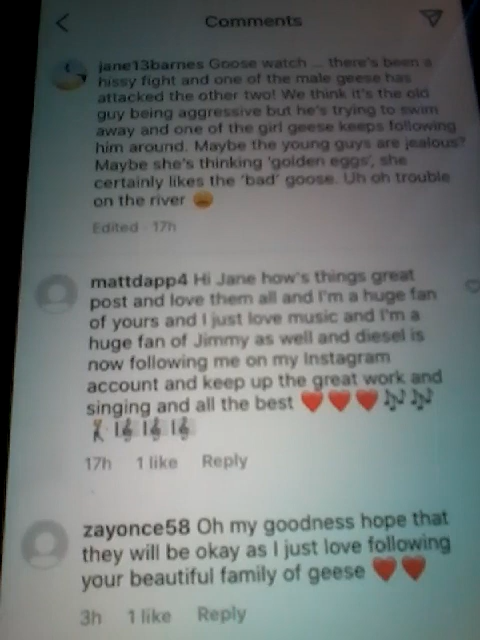 Comments
jane13barnes Goose watch ... there's been a
hissy fight and one of the male geese has
attacked the other two! We think it's the old
guy being aggressive but he's trying to swim
away and one of the girl geese keeps following
him around. Maybe the young guys are jealous?
Maybe she's thinking 'golden eggs', she
certainly likes the 'bad' goose. Uh oh trouble
on the river
Edited · 17h
mattdapp4 Hi Jane how's things great
post and love them all and I'm a huge fan
of yours and I just love music and I'm a
huge fan of Jimmy as well and diesel is
now following me on my Instagram
account and keep up the great work and
singing and all the best ❤️❤️❤️🎶🎶
17h 1 like Reply
zayonce58 Oh my goodness hope that
they will be okay as I just love following
your beautiful family of geese ❤️❤️
3h 1 like Reply